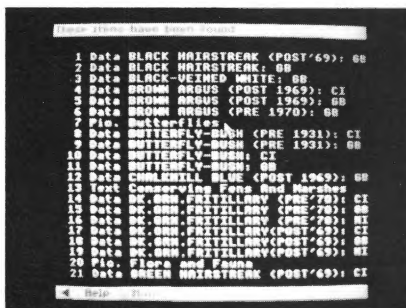 These items have been found
1 Data BLACK HAIRSTREAK (POST'69): GB
2 Data BLACK HAIRSTREAK: GB
3 Data BLACK-VEINED WHITE: GB
4 Data BROWN ARGUS (POST 1969): CI
5 Data BROWN ARGUS (POST 1969): GB
6 Data BROWN ARGUS (PRE 1970): GB
7 Pic. Butterflies
8 Data BUTTERFLY-BUSH (PRE 1931): CI
9 Data BUTTERFLY-BUSH (PRE 1931): GB
10 Data BUTTERFLY-BUSH: CI
11 Data BUTTERFLY-BUSH:
12 Data CHALKHILL BLUE (POST 1969): GB
13 Text Conserving Fens And Marshes
14 Data DK.GRN.FRITILLARY (PRE'70): CI
15 Data DK.GRN.FRITILLARY (PRE'70): GB
16 Data DK.GRN.FRITILLARY (PRE'70):
17 Data DK.GRN.FRITILLARY(POST'69): CI
18 Data DK.GRN.FRITILLARY(POST'69): GB
19 Data DK.GRN.FRITILLARY(POST'69):
20 Pic. Flora and Fauna
21 Data GREEN HAIRSTREAK (POST'69): CI
Help